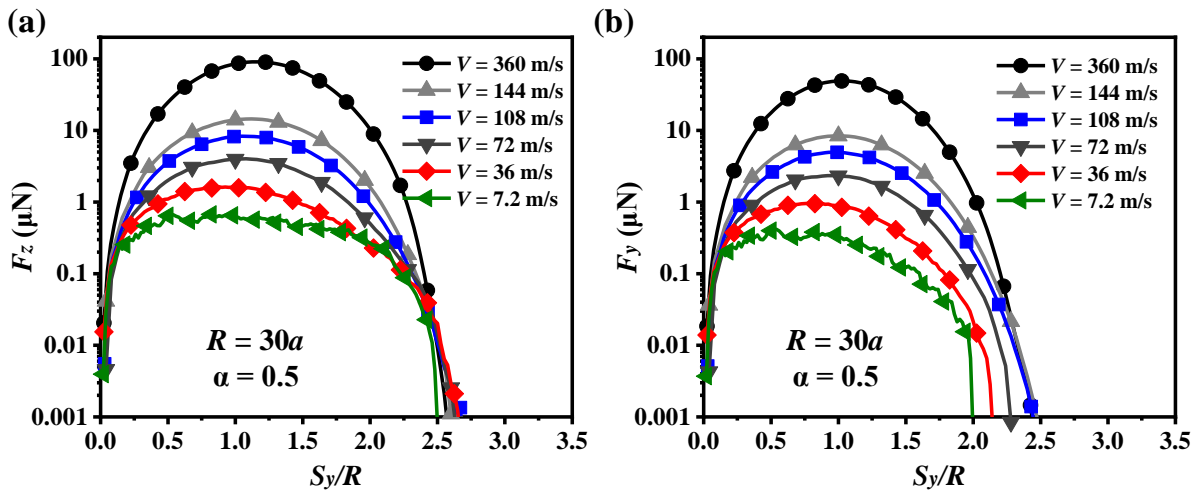 (a)
100
10
1
0.1
0.01
0.001
Fz (μN)
V = 360 m/s
V = 144 m/s
V = 108 m/s
V = 72 m/s
V = 36 m/s
V = 7.2 m/s
R = 30a
α = 0.5
0.0 0.5 1.0 1.5 2.0 2.5 3.0 3.5
Sy/R
(b)
100
10
1
0.1
0.01
0.001
Fy (μN)
V = 360 m/s
V = 144 m/s
V = 108 m/s
V = 72 m/s
V = 36 m/s
V = 7.2 m/s
R = 30a
α = 0.5
0.0 0.5 1.0 1.5 2.0 2.5 3.0 3.5
Sy/R